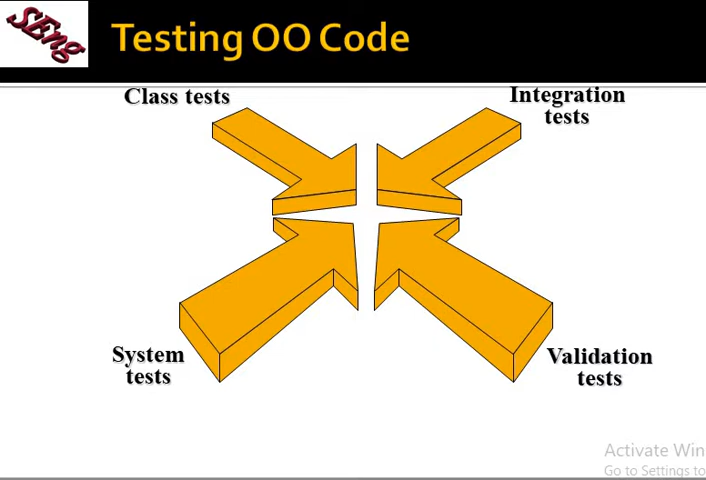 SEng
Testing OO Code
Class tests
Integration
tests
System
tests
Validation
tests
Activate Win
Go to Settings to